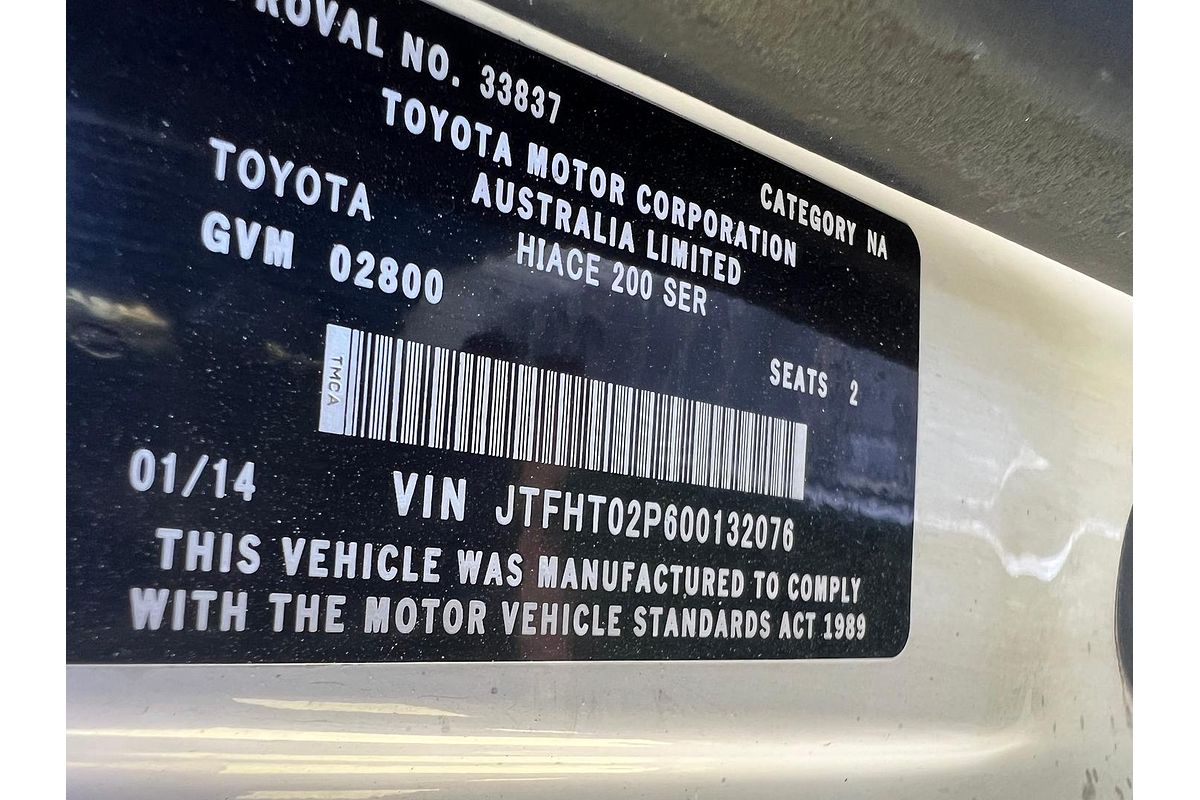 ROVAL NO. 33837
CATEGORY NA
TOYOTA MOTOR CORPORATION
AUSTRALIA LIMITED
TOYOTA
HIACE 200 SER
GVM 02800
SEATS 2
TMCA
01/14
VIN JTFHT02P600132076
THIS VEHICLE WAS MANUFACTURED TO COMPLY
WITH THE MOTOR VEHICLE STANDARDS ACT 1989